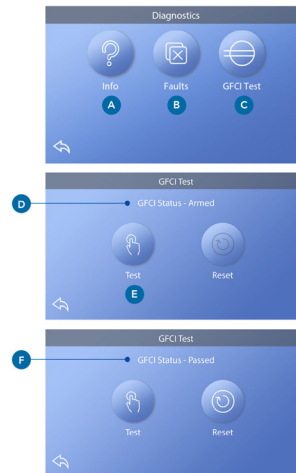 Diagnostics
Info Faults GFCI Test
A B C
GFCI Test
D GFCI Status - Armed
Test Reset
E
GFCI Test
F GFCI Status - Passed
Test Reset